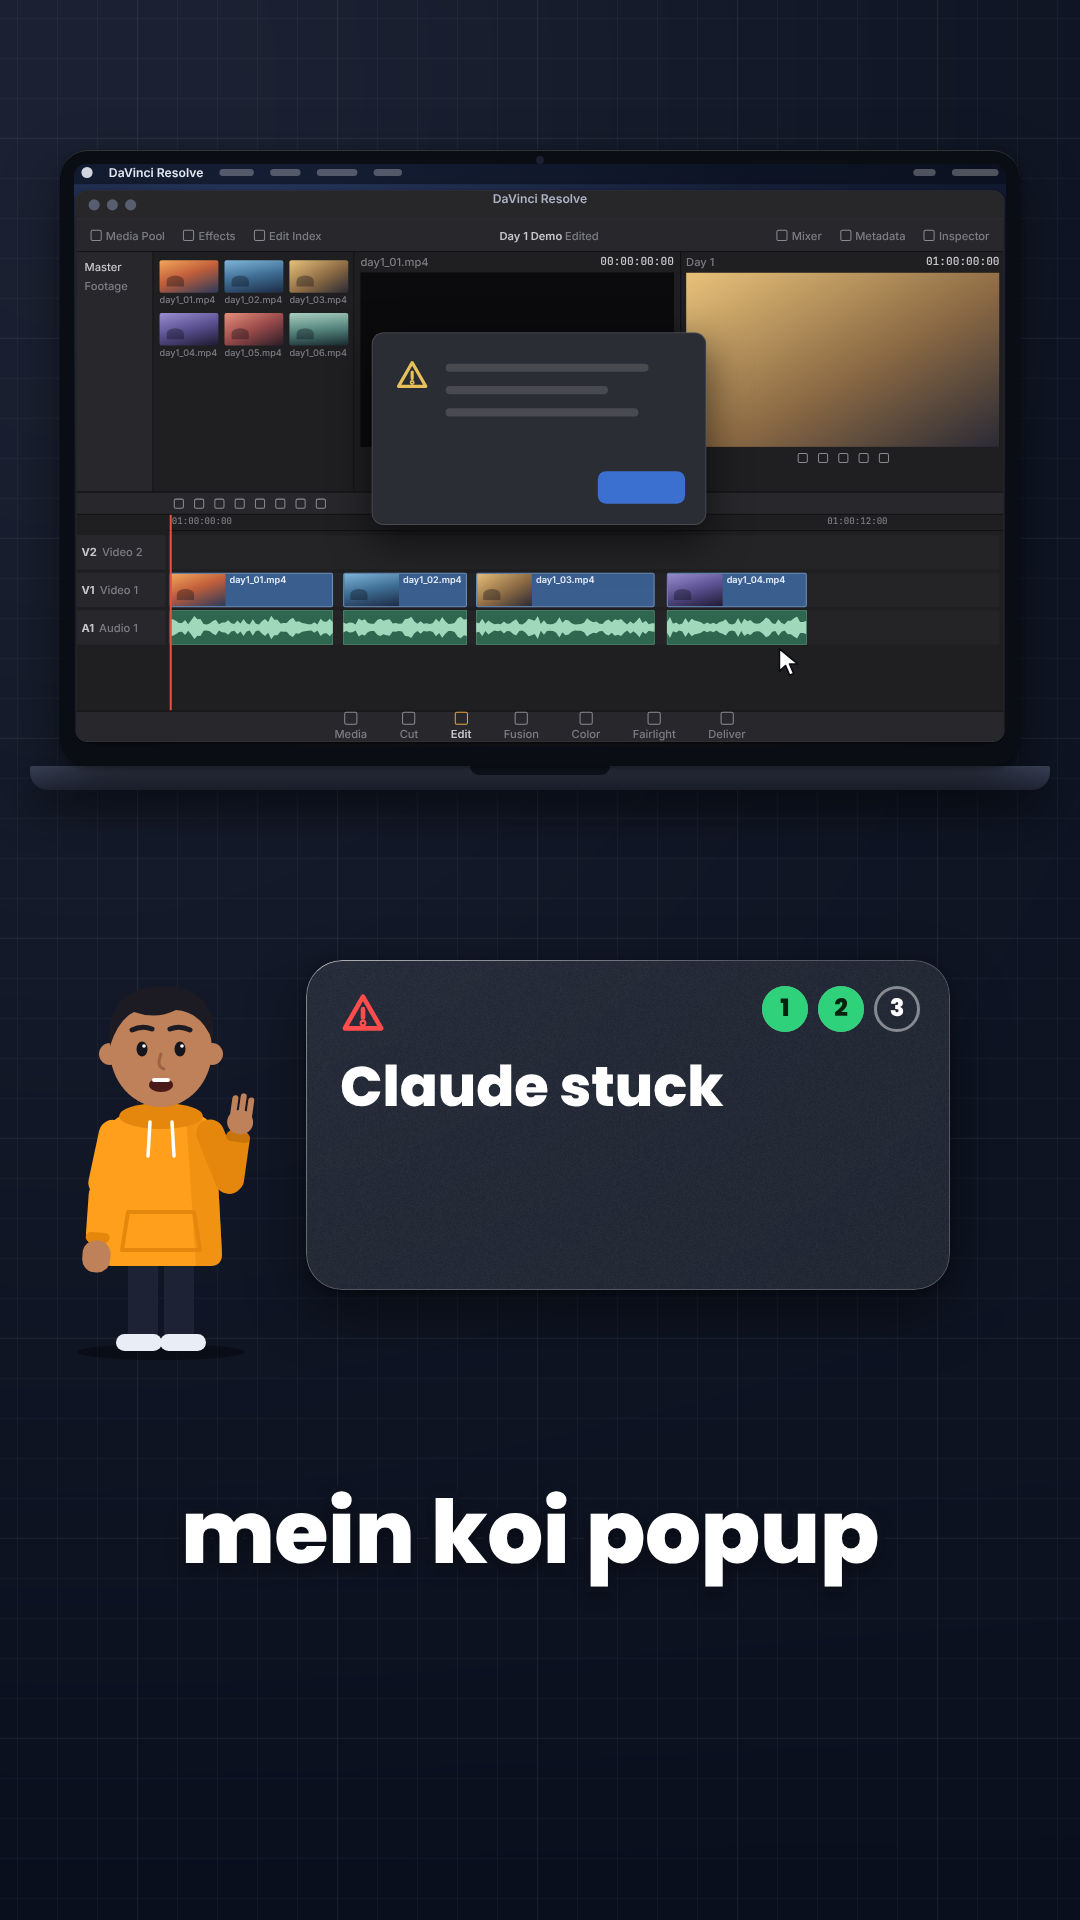 DaVinci Resolve
DaVinci Resolve
Media Pool Effects Edit Index Day 1 Demo Edited Mixer Metadata Inspector
Master
Footage
day1_01.mp4 day1_02.mp4 day1_03.mp4
day1_04.mp4 day1_05.mp4 day1_06.mp4
day1_01.mp4 00:00:00:00
Day 1 01:00:00:00
01:00:00:00 01:00:12:00
V2 Video 2
V1 Video 1 day1_01.mp4 day1_02.mp4 day1_03.mp4 day1_04.mp4
A1 Audio 1
Media Cut Edit Fusion Color Fairlight Deliver
1 2 3
Claude stuck
mein koi popup